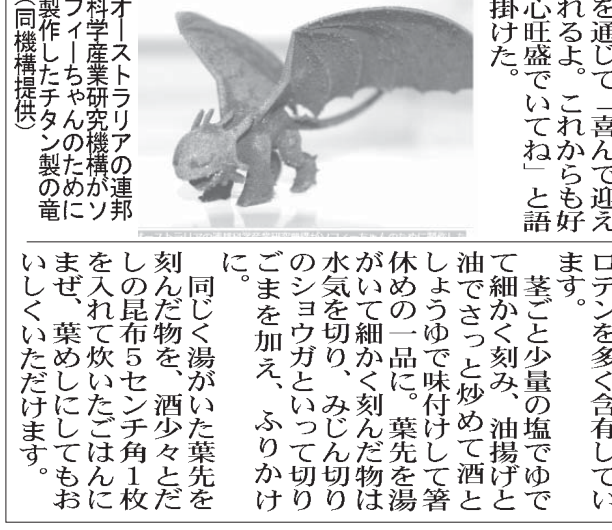 を通じて「喜んで迎え
れるよ。これからも好
心旺盛でいてね」と語
掛けた。
オーストラリアの連邦
科学産業研究機構がソ
フィーちゃんのために
製作したチタン製の竜
（同機構提供）
ロテンを多く含有してい
ます。
茎ごと少量の塩でゆで
て細かく刻み、油揚げと
油でさっと炒めて酒と
しょうゆで味付けして箸
休めの一品に。葉先を湯
がいて細かく刻んだ物は
水気を切り、みじん切り
のショウガといって切り
ごまを加え、ふりかけ
に。
同じく湯がいた葉先を
刻んだ物を、酒少々とだ
しの昆布５センチ角１枚
を入れて炊いたごはんに
まぜ、葉めしにしてもお
いしくいただけます。